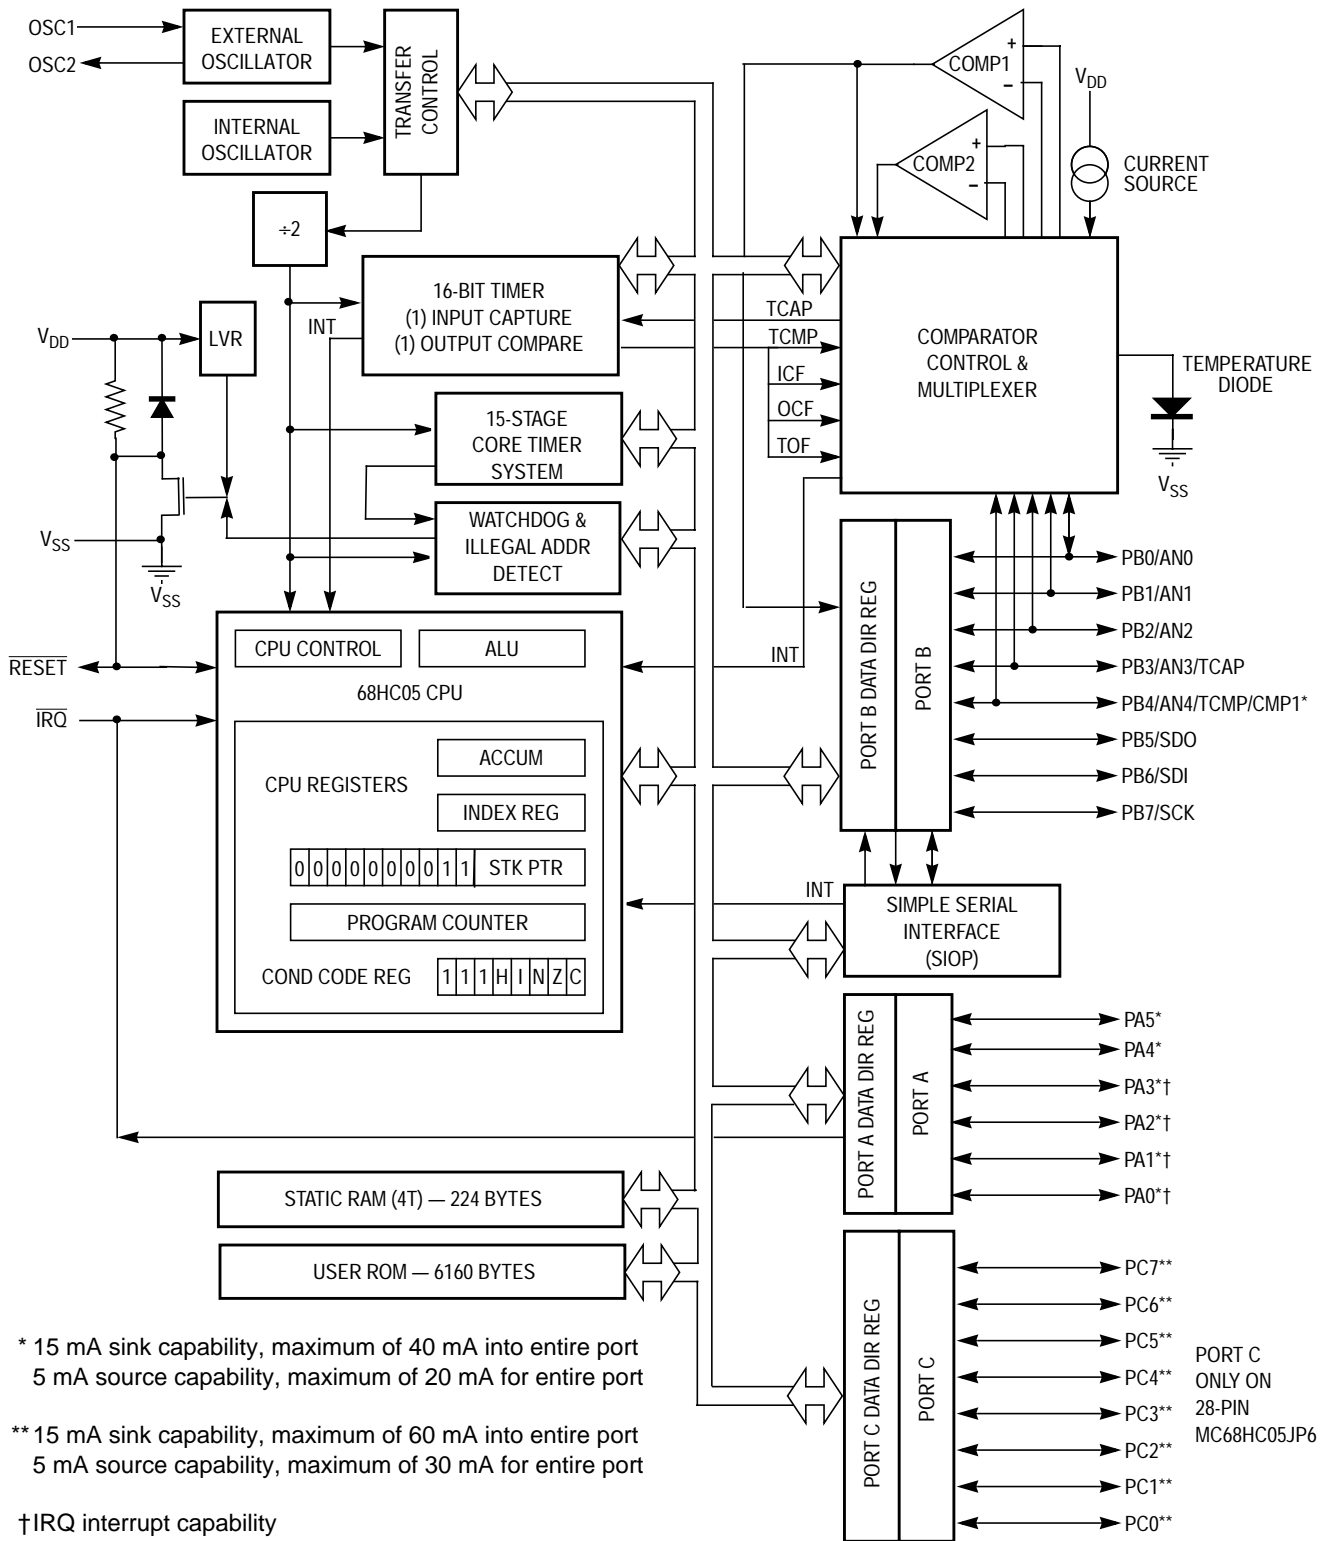 OSC1
OSC2
EXTERNAL
OSCILLATOR
INTERNAL
OSCILLATOR
TRANSFER
CONTROL
÷2
COMP1
+
−
COMP2
+
−
VDD
CURRENT
SOURCE
16-BIT TIMER
(1) INPUT CAPTURE
(1) OUTPUT COMPARE
INT
TCAP
TCMP
ICF
OCF
TOF
COMPARATOR
CONTROL &
MULTIPLEXER
TEMPERATURE
DIODE
VSS
VDD
LVR
15-STAGE
CORE TIMER
SYSTEM
WATCHDOG &
ILLEGAL ADDR
DETECT
VSS
VSS
RESET
IRQ
CPU CONTROL
ALU
68HC05 CPU
CPU REGISTERS
ACCUM
INDEX REG
0 0 0 0 0 0 0 0 1 1 STK PTR
PROGRAM COUNTER
COND CODE REG
1 1 1 H I N Z C
INT
PORT B DATA DIR REG
PORT B
PB0/AN0
PB1/AN1
PB2/AN2
PB3/AN3/TCAP
PB4/AN4/TCMP/CMP1*
PB5/SDO
PB6/SDI
PB7/SCK
INT
SIMPLE SERIAL
INTERFACE
(SIOP)
PORT A DATA DIR REG
PORT A
PA5*
PA4*
PA3*†
PA2*†
PA1*†
PA0*†
STATIC RAM (4T) — 224 BYTES
USER ROM — 6160 BYTES
PORT C DATA DIR REG
PORT C
PC7**
PC6**
PC5**
PC4**
PC3**
PC2**
PC1**
PC0**
PORT C
ONLY ON
28-PIN
MC68HC05JP6
* 15 mA sink capability, maximum of 40 mA into entire port
5 mA source capability, maximum of 20 mA for entire port
** 15 mA sink capability, maximum of 60 mA into entire port
5 mA source capability, maximum of 30 mA for entire port
†IRQ interrupt capability